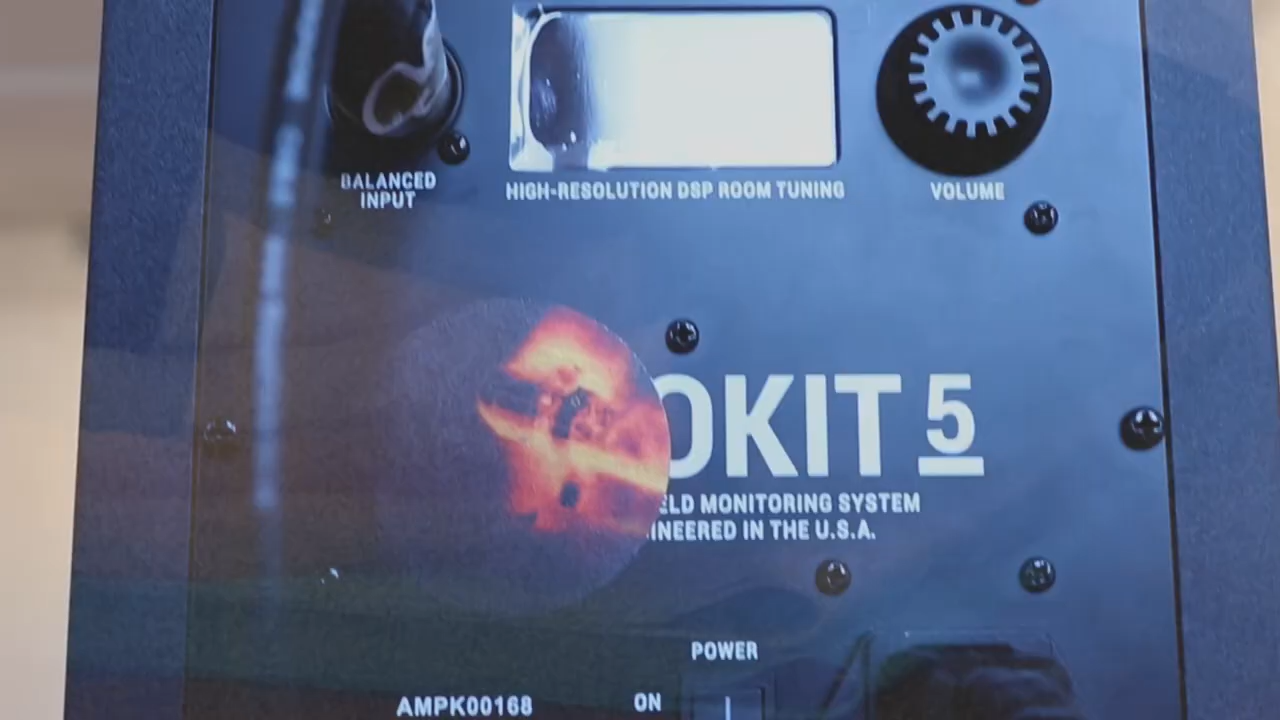 BALANCED
INPUT
HIGH-RESOLUTION DSP ROOM TUNING
VOLUME
OKIT 5
ELD MONITORING SYSTEM
INEERED IN THE U.S.A.
POWER
AMPK00168
ON